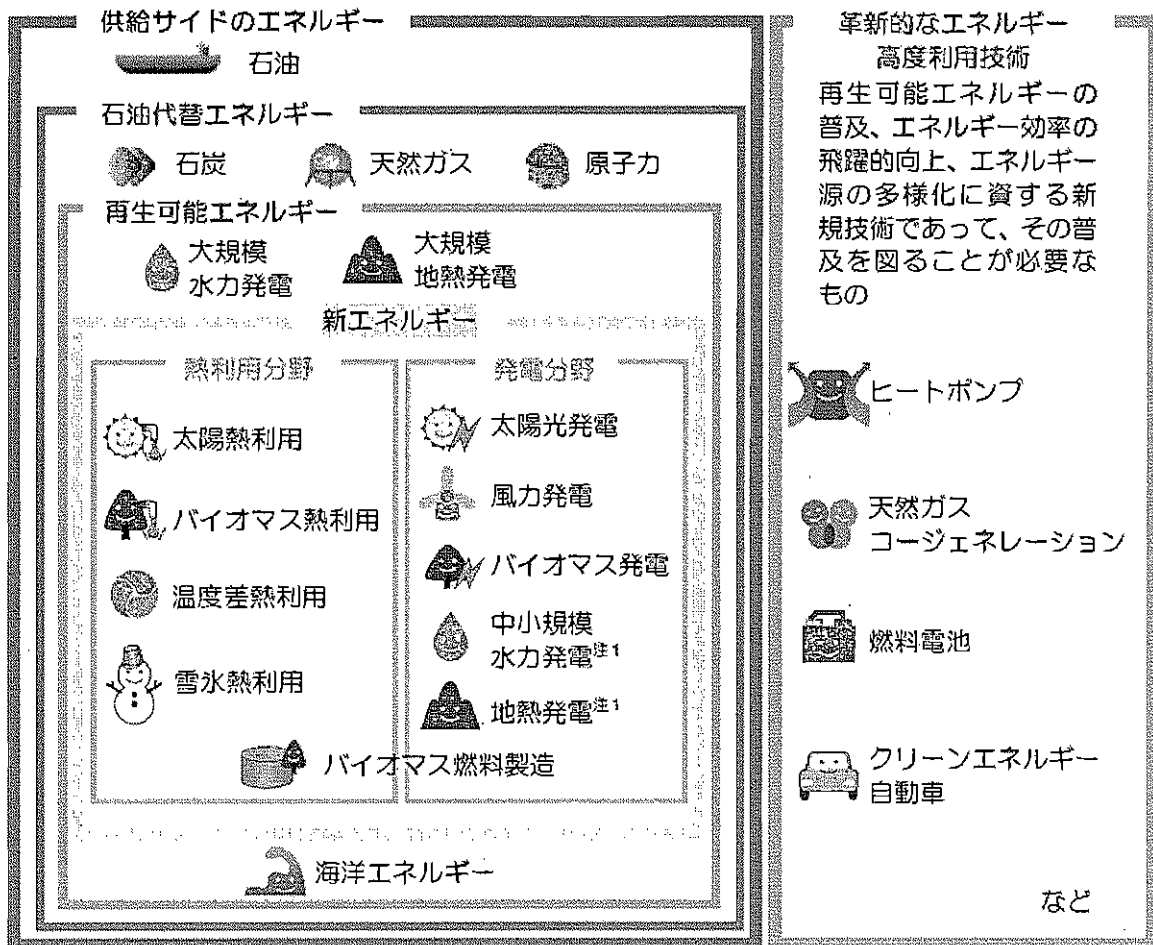 供給サイドのエネルギー
石油
石油代替エネルギー
石炭
天然ガス
原子力
再生可能エネルギー
大規模
水力発電
大規模
地熱発電
新エネルギー
熱利用分野
太陽熱利用
バイオマス熱利用
温度差熱利用
雪氷熱利用
発電分野
太陽光発電
風力発電
バイオマス発電
中小規模
水力発電注1
地熱発電注1
バイオマス燃料製造
海洋エネルギー
革新的なエネルギー
高度利用技術
再生可能エネルギーの
普及、エネルギー効率の
飛躍的向上、エネルギー
源の多様化に資する新
規技術であって、その普
及を図ることが必要な
もの
ヒートポンプ
天然ガス
コージェネレーション
燃料電池
クリーンエネルギー
自動車
など